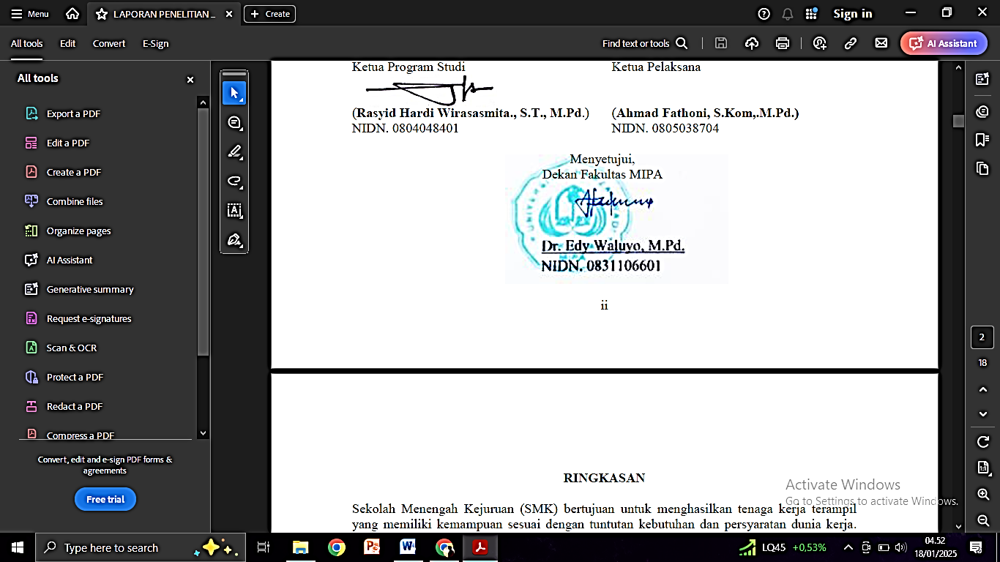 Menu
LAPORAN PENELITIAN ...
Create
Sign in
All tools
Edit
Convert
E-Sign
Find text or tools
AI Assistant
All tools
Export a PDF
Edit a PDF
Create a PDF
Combine files
Organize pages
AI Assistant
Generative summary
Request e-signatures
Scan & OCR
Protect a PDF
Redact a PDF
Compress a PDF
Convert, edit and e-sign PDF forms &
agreements
Free trial
Ketua Program Studi
Ketua Pelaksana
(Rasyid Hardi Wirasasmita., S.T., M.Pd.)
(Ahmad Fathoni, S.Kom,.M.Pd.)
NIDN. 0804048401
NIDN. 0805038704
Menyetujui,
Dekan Fakultas MIPA
Dr. Edy Waluyo, M.Pd.
NIDN. 0831106601
ii
RINGKASAN
Sekolah Menengah Kejuruan (SMK) bertujuan untuk menghasilkan tenaga kerja terampil
yang memiliki kemampuan sesuai dengan tuntutan kebutuhan dan persyaratan dunia kerja.
2
18
1:1
Activate Windows
Go to Settings to activate Windows.
Type here to search
LQ45 +0,53%
04.52
18/01/2025